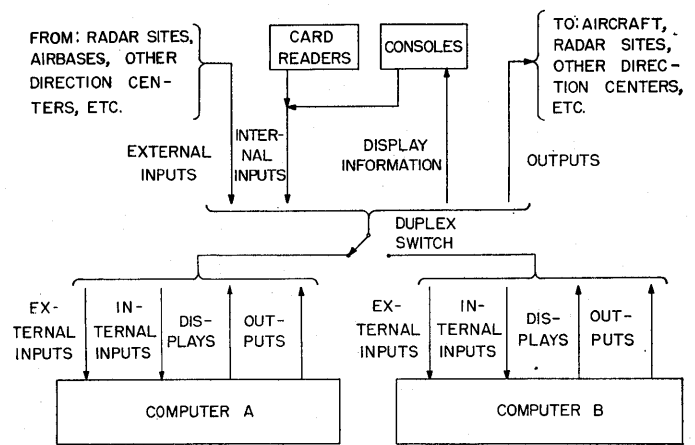 FROM: RADAR SITES,
AIRBASES, OTHER
DIRECTION CEN-
TERS, ETC.
CARD
READERS
CONSOLES
TO: AIRCRAFT,
RADAR SITES,
OTHER DIREC-
TION CENTERS,
ETC.
EXTERNAL
INPUTS
INTER-
NAL
INPUTS
DISPLAY
INFORMATION
OUTPUTS
DUPLEX
SWITCH
EX-
TERNAL
INPUTS
IN-
TERNAL
INPUTS
DIS-
PLAYS
OUT-
PUTS
EX-
TERNAL
INPUTS
IN-
TERNAL
INPUTS
DIS-
PLAYS
OUT-
PUTS
COMPUTER A
COMPUTER B